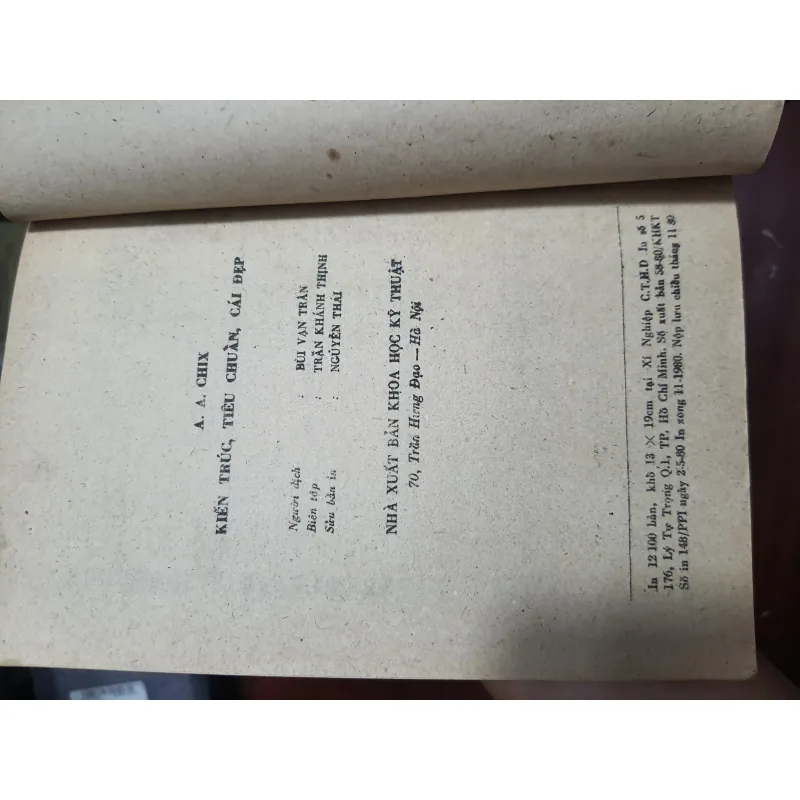 A. A. CHIX
KIẾN TRÚC, TIÊU CHUẨN, CÁI ĐẸP
Người dịch : BÙI VẠN TRÂN
Biên tập : TRẦN KHÁNH THỊNH
Sửu bản in : NGUYỄN THÁI
NHÀ XUẤT BẢN KHOA HỌC KỸ THUẬT
70, Trần Hưng Đạo — Hà Nội
In 12 100 bản, khổ 13 × 19cm tại Xí Nghiệp C.T.H.D In số 5
176, Lý Tự Trọng Q.1, TP. Hồ Chí Minh. Số xuất bản 58-80/KHKT
Số in 148/PPI ngày 2-5-80 In xong 11-1980. Nộp lưu chiểu tháng 11 80